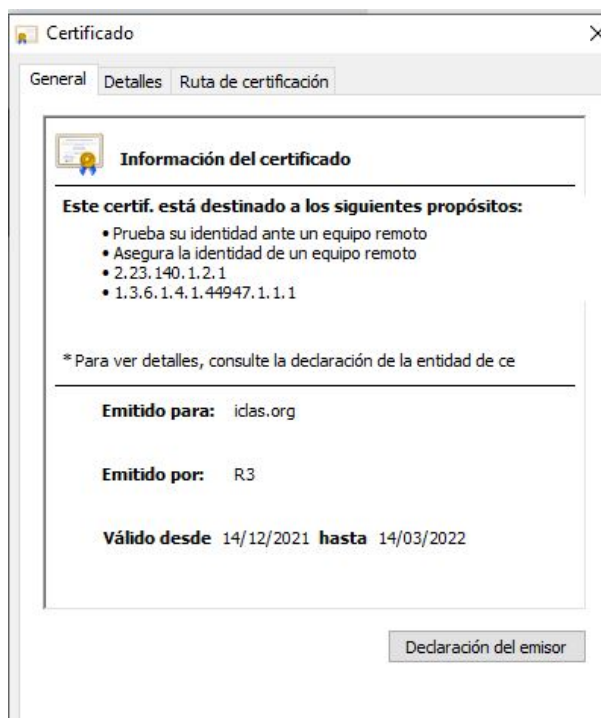 Certificado
General Detalles Ruta de certificación
Información del certificado
Este certif. está destinado a los siguientes propósitos:
• Prueba su identidad ante un equipo remoto
• Asegura la identidad de un equipo remoto
• 2.23.140.1.2.1
• 1.3.6.1.4.1.44947.1.1.1
* Para ver detalles, consulte la declaración de la entidad de ce
Emitido para: iclas.org
Emitido por: R3
Válido desde 14/12/2021 hasta 14/03/2022
Declaración del emisor